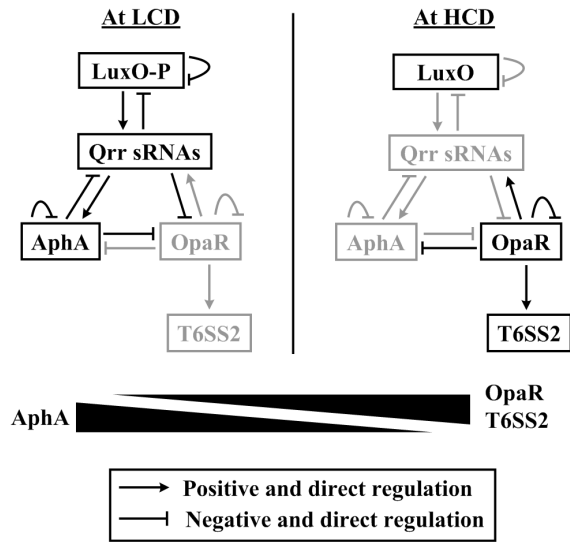 At LCD
LuxO-P
Qrr sRNAs
AphA
OpaR
T6SS2
At HCD
LuxO
Qrr sRNAs
AphA
OpaR
T6SS2
AphA
OpaR
T6SS2
Positive and direct regulation
Negative and direct regulation